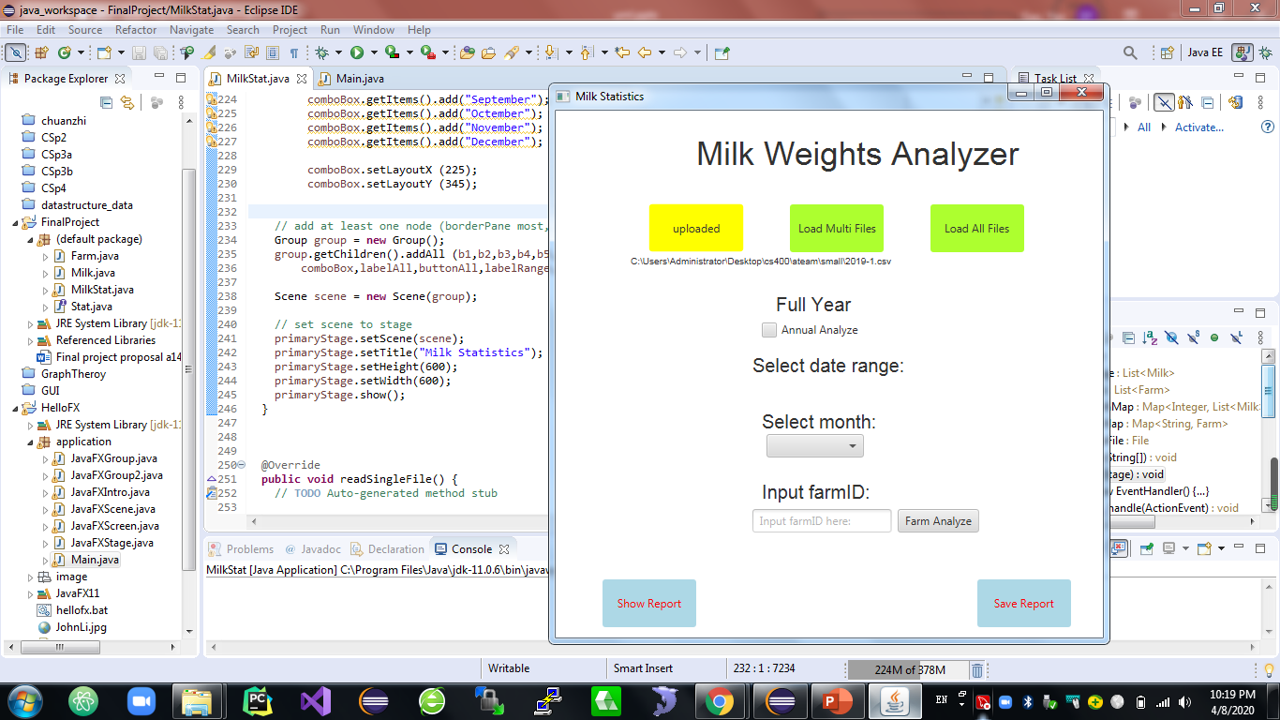 java_workspace - FinalProject/MilkStat.java - Eclipse IDE
File Edit Source Refactor Navigate Search Project Run Window Help
Java EE
Package Explorer
chuanzhi
CSp2
CSp3a
CSp3b
CSp4
datastructure_data
FinalProject
(default package)
Farm.java
Milk.java
MilkStat.java
Stat.java
JRE System Library [jdk-11
Referenced Libraries
Final project proposal a14
GraphTheroy
GUI
HelloFX
JRE System Library [jdk-11
application
JavaFXGroup.java
JavaFXGroup2.java
JavaFXIntro.java
JavaFXScene.java
JavaFXScreen.java
JavaFXStage.java
Main.java
image
JavaFX11
hellofx.bat
JohnLi.jpg
MilkStat.java Main.java
224 comboBox.getItems().add("September");
225 comboBox.getItems().add("Octember");
226 comboBox.getItems().add("November");
227 comboBox.getItems().add("December");
228
229 comboBox.setLayoutX (225);
230 comboBox.setLayoutY (345);
231
232
233 // add at least one node (borderPane most,
234 Group group = new Group();
235 group.getChildren().addAll (b1,b2,b3,b4,b5
236 comboBox,labelAll,buttonAll,labelRange
237
238 Scene scene = new Scene(group);
239
240 // set scene to stage
241 primaryStage.setScene(scene);
242 primaryStage.setTitle("Milk Statistics");
243 primaryStage.setHeight(600);
244 primaryStage.setWidth(600);
245 primaryStage.show();
246 }
247
248
249
250 @Override
251 public void readSingleFile() {
252 // TODO Auto-generated method stub
253
Problems Javadoc Declaration Console
MilkStat [Java Application] C:\Program Files\Java\jdk-11.0.6\bin\javaw
Milk Statistics
Milk Weights Analyzer
uploaded Load Multi Files Load All Files
C:\Users\Administrator\Desktop\cs400\ateam\small\2019-1.csv
Full Year
Annual Analyze
Select date range:
Select month:
Input farmID:
Input farmID here: Farm Analyze
Show Report Save Report
Task List
All Activate...
e : List<Milk>
List<Farm>
Map : Map<Integer, List<Milk
ap : Map<String, Farm>
File : File
String[]) : void
tage) : void
w EventHandler() {...}
handle(ActionEvent) : void
Writable Smart Insert 232 : 1 : 7234 224M of 378M
EN
10:19 PM
4/8/2020